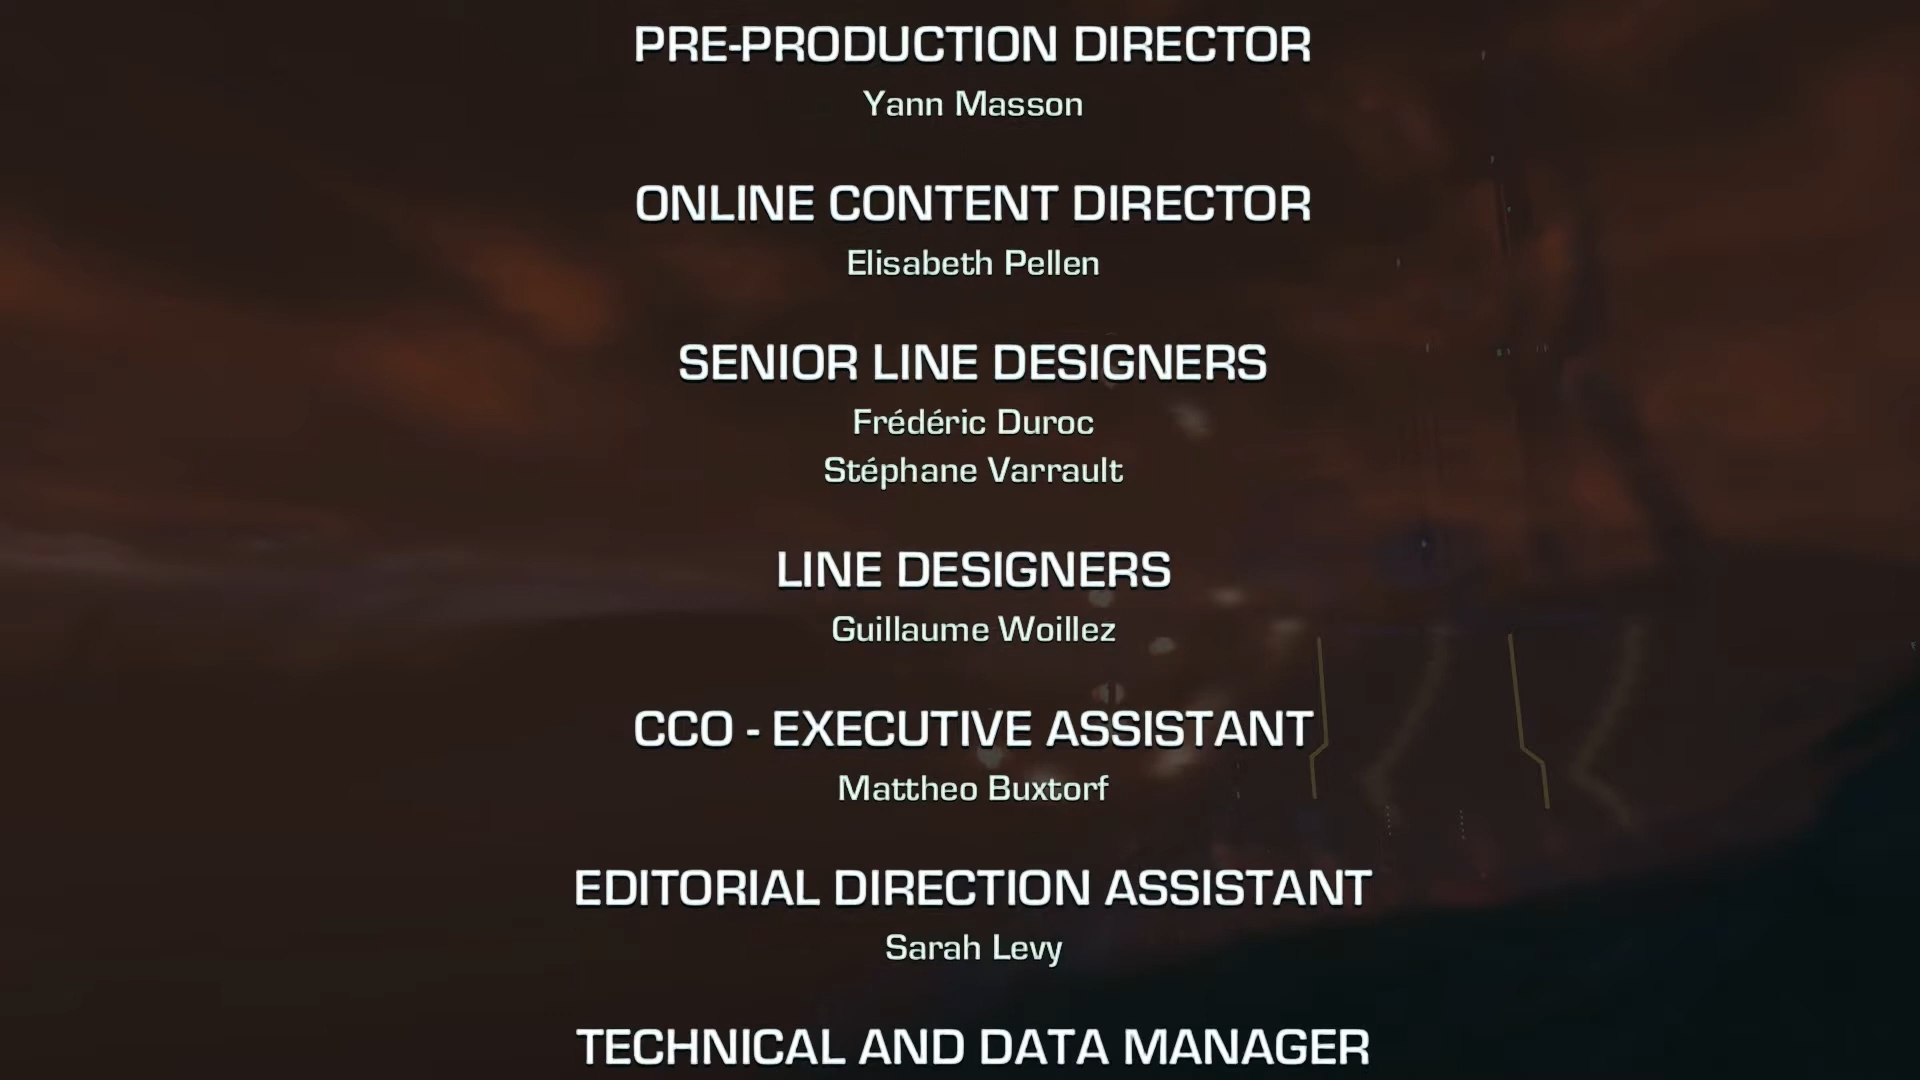 PRE-PRODUCTION DIRECTOR
Yann Masson
ONLINE CONTENT DIRECTOR
Elisabeth Pellen
SENIOR LINE DESIGNERS
Frédéric Duroc
Stéphane Varrault
LINE DESIGNERS
Guillaume Woillez
CCO - EXECUTIVE ASSISTANT
Mattheo Buxtorf
EDITORIAL DIRECTION ASSISTANT
Sarah Levy
TECHNICAL AND DATA MANAGER